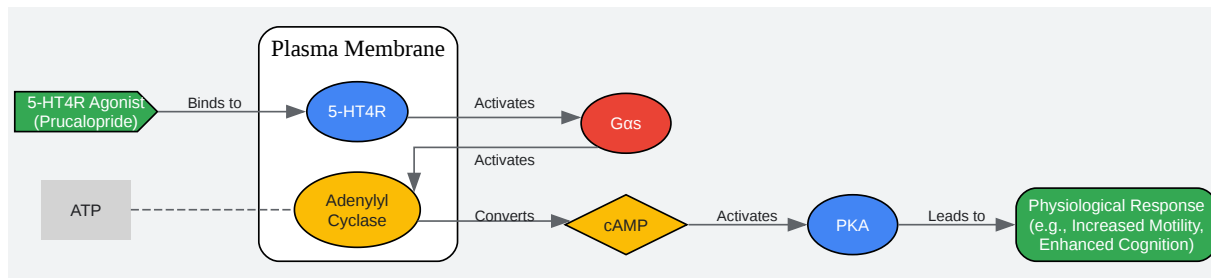 Plasma Membrane
5-HT4R Agonist
(Prucalopride)
Binds to
5-HT4R
Activates
Gαs
Activates
ATP
Adenylyl
Cyclase
Converts
cAMP
Activates
PKA
Leads to
Physiological Response
(e.g., Increased Motility,
Enhanced Cognition)